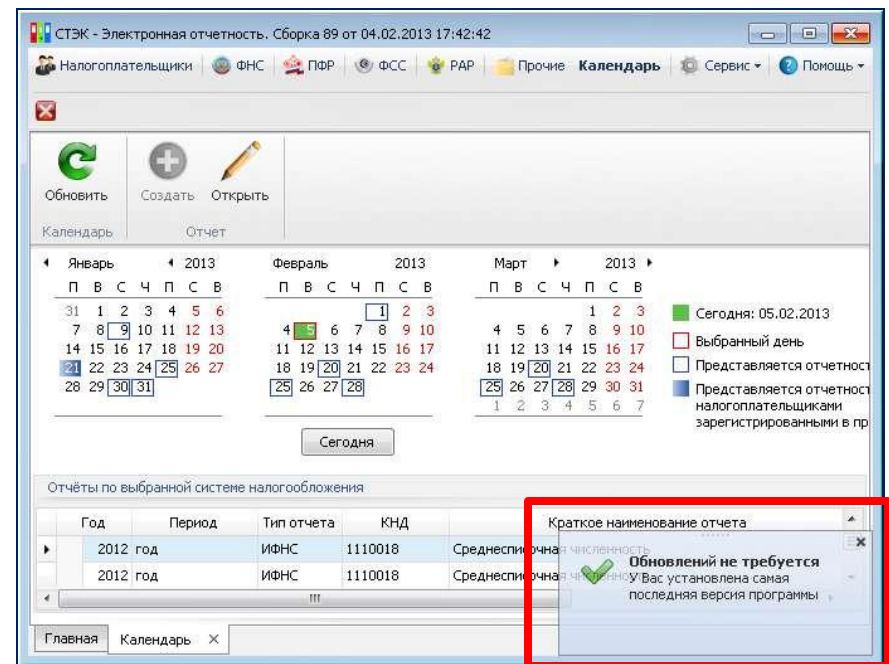 СТЭК - Электронная отчетность. Сборка 89 от 04.02.2013 17:42:42
Налогоплательщики ФНС ПФР ФСС РАР Прочие Календарь Сервис Помощь
Обновить Создать Открыть
Календарь Отчет
Январь 2013 Февраль 2013 Март 2013
П В С Ч П С В П В С Ч П С В П В С Ч П С В
31 1 2 3 4 5 6 1 2 3 1 2 3
7 8 9 10 11 12 13 4 5 6 7 8 9 10 4 5 6 7 8 9 10
14 15 16 17 18 19 20 11 12 13 14 15 16 17 11 12 13 14 15 16 17
21 22 23 24 25 26 27 18 19 20 21 22 23 24 18 19 20 21 22 23 24
28 29 30 31 25 26 27 28 25 26 27 28 29 30 31
1 2 3 4 5 6 7
Сегодня: 05.02.2013
Выбранный день
Представляется отчетност
Представляется отчетност
налогоплательщиками
зарегистрированными в пр
Сегодня
Отчёты по выбранной системе налогообложения
Год Период Тип отчета КНД Краткое наименование отчета
2012 год ИФНС 1110018 Среднесписочная численность
2012 год ИФНС 1110018 Среднесписочная численность
Обновлений не требуется
У Вас установлена самая
последняя версия программы
Главная Календарь